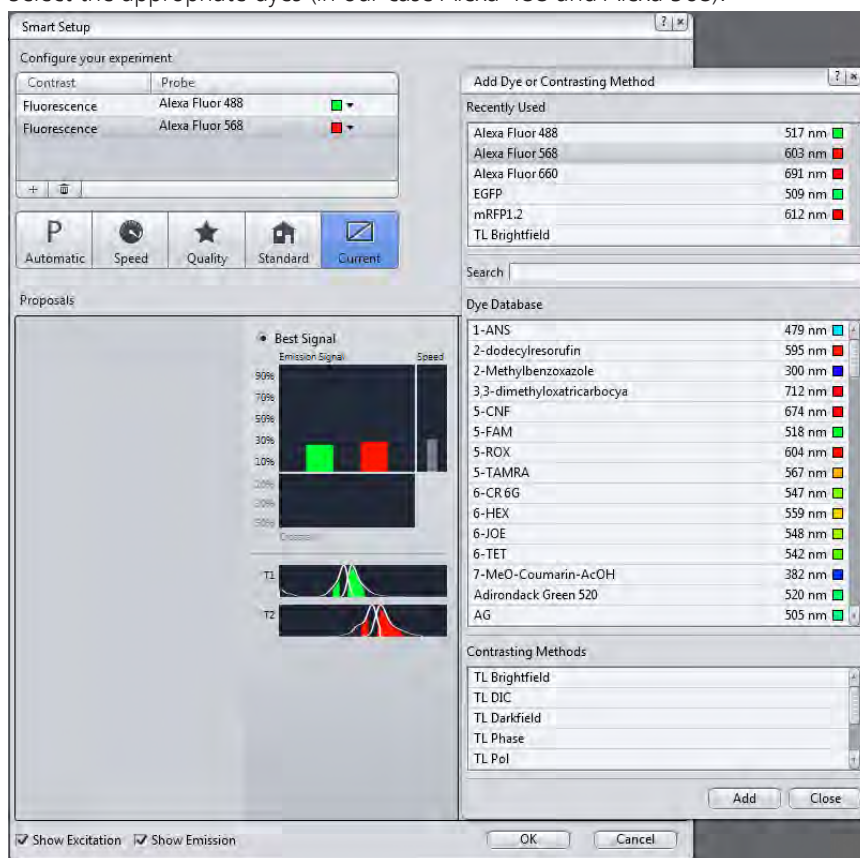 Smart Setup
Configure your experiment
Contrast Probe
Fluorescence Alexa Fluor 488
Fluorescence Alexa Fluor 568
+
P
Automatic Speed Quality Standard Current
Proposals
Best Signal
Emission Signal Speed
90%
70%
50%
30%
10%
10%
30%
50%
Crosstalk
T1
T2
Show Excitation Show Emission
OK Cancel
Add Dye or Contrasting Method
Recently Used
Alexa Fluor 488 517 nm
Alexa Fluor 568 603 nm
Alexa Fluor 660 691 nm
EGFP 509 nm
mRFP1.2 612 nm
TL Brightfield
Search
Dye Database
1-ANS 479 nm
2-dodecylresorufin 595 nm
2-Methylbenzoxazole 300 nm
3,3-dimethyloxatricarbocya 712 nm
5-CNF 674 nm
5-FAM 518 nm
5-ROX 604 nm
5-TAMRA 567 nm
6-CR 6G 547 nm
6-HEX 559 nm
6-JOE 548 nm
6-TET 542 nm
7-MeO-Coumarin-AcOH 382 nm
Adirondack Green 520 520 nm
AG 505 nm
Contrasting Methods
TL Brightfield
TL DIC
TL Darkfield
TL Phase
TL Pol
Add Close